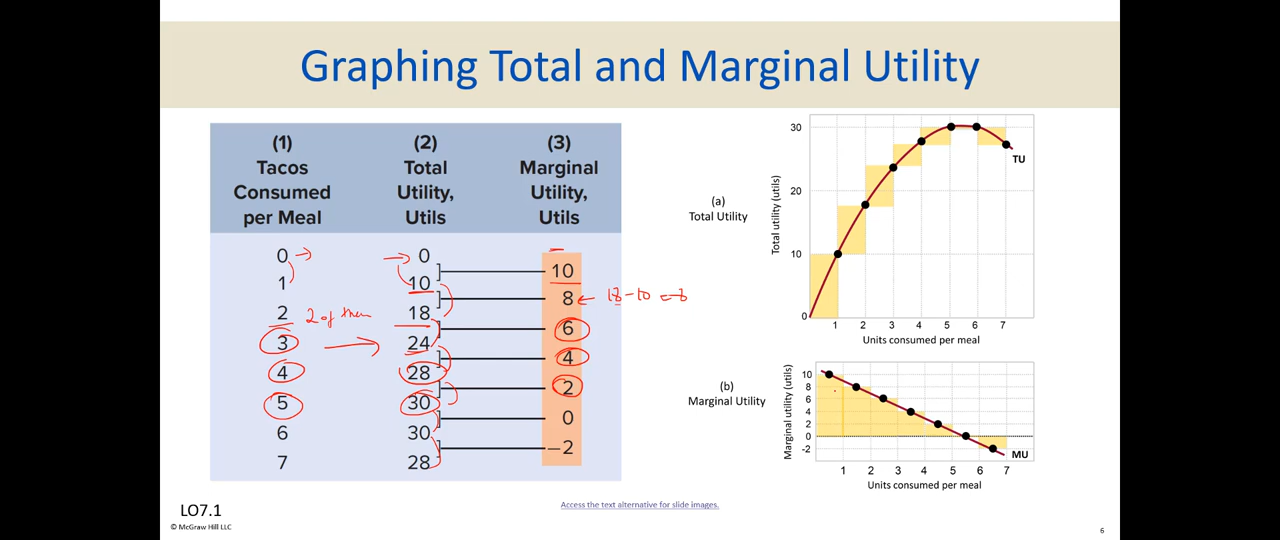 Graphing Total and Marginal Utility
(1)
Tacos
Consumed
per Meal
(2)
Total
Utility,
Utils
(3)
Marginal
Utility,
Utils
0
1
2
3
4
5
6
7
2 of them
0
10
18
24
28
30
30
28
10
8
6
4
2
0
−2
18-10 = 8
(a)
Total Utility
Total utility (utils)
30
20
10
0
1 2 3 4 5 6 7
Units consumed per meal
TU
(b)
Marginal Utility
Marginal utility (utils)
10
8
6
4
2
0
-2
1 2 3 4 5 6 7
Units consumed per meal
MU
LO7.1
© McGraw Hill LLC
Access the text alternative for slide images.
6